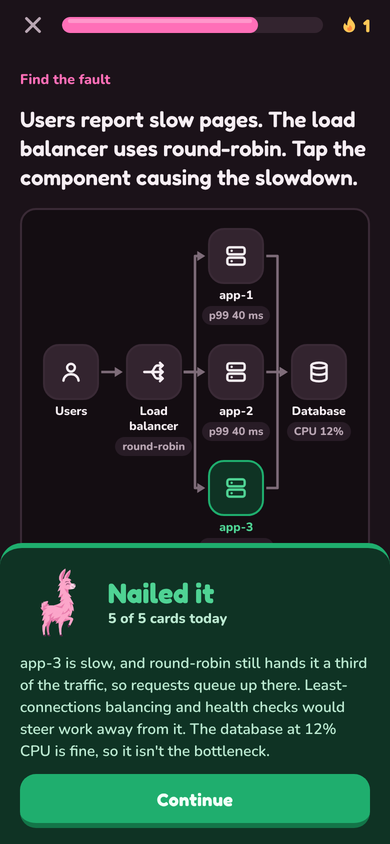 1
Find the fault
Users report slow pages. The load
balancer uses round-robin. Tap the
component causing the slowdown.
app-1
p99 40 ms
Users
Load
balancer
round-robin
app-2
p99 40 ms
Database
CPU 12%
app-3
Nailed it
5 of 5 cards today
app-3 is slow, and round-robin still hands it a third
of the traffic, so requests queue up there. Least-
connections balancing and health checks would
steer work away from it. The database at 12%
CPU is fine, so it isn't the bottleneck.
Continue